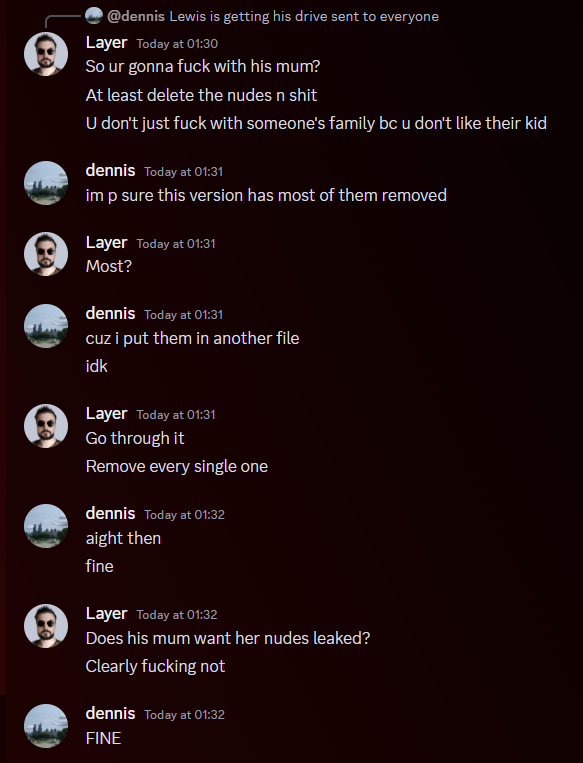 @dennis Lewis is getting his drive sent to everyone
Layer Today at 01:30
So ur gonna fuck with his mum?
At least delete the nudes n shit
U don't just fuck with someone's family bc u don't like their kid
dennis Today at 01:31
im p sure this version has most of them removed
Layer Today at 01:31
Most?
dennis Today at 01:31
cuz i put them in another file
idk
Layer Today at 01:31
Go through it
Remove every single one
dennis Today at 01:32
aight then
fine
Layer Today at 01:32
Does his mum want her nudes leaked?
Clearly fucking not
dennis Today at 01:32
FINE